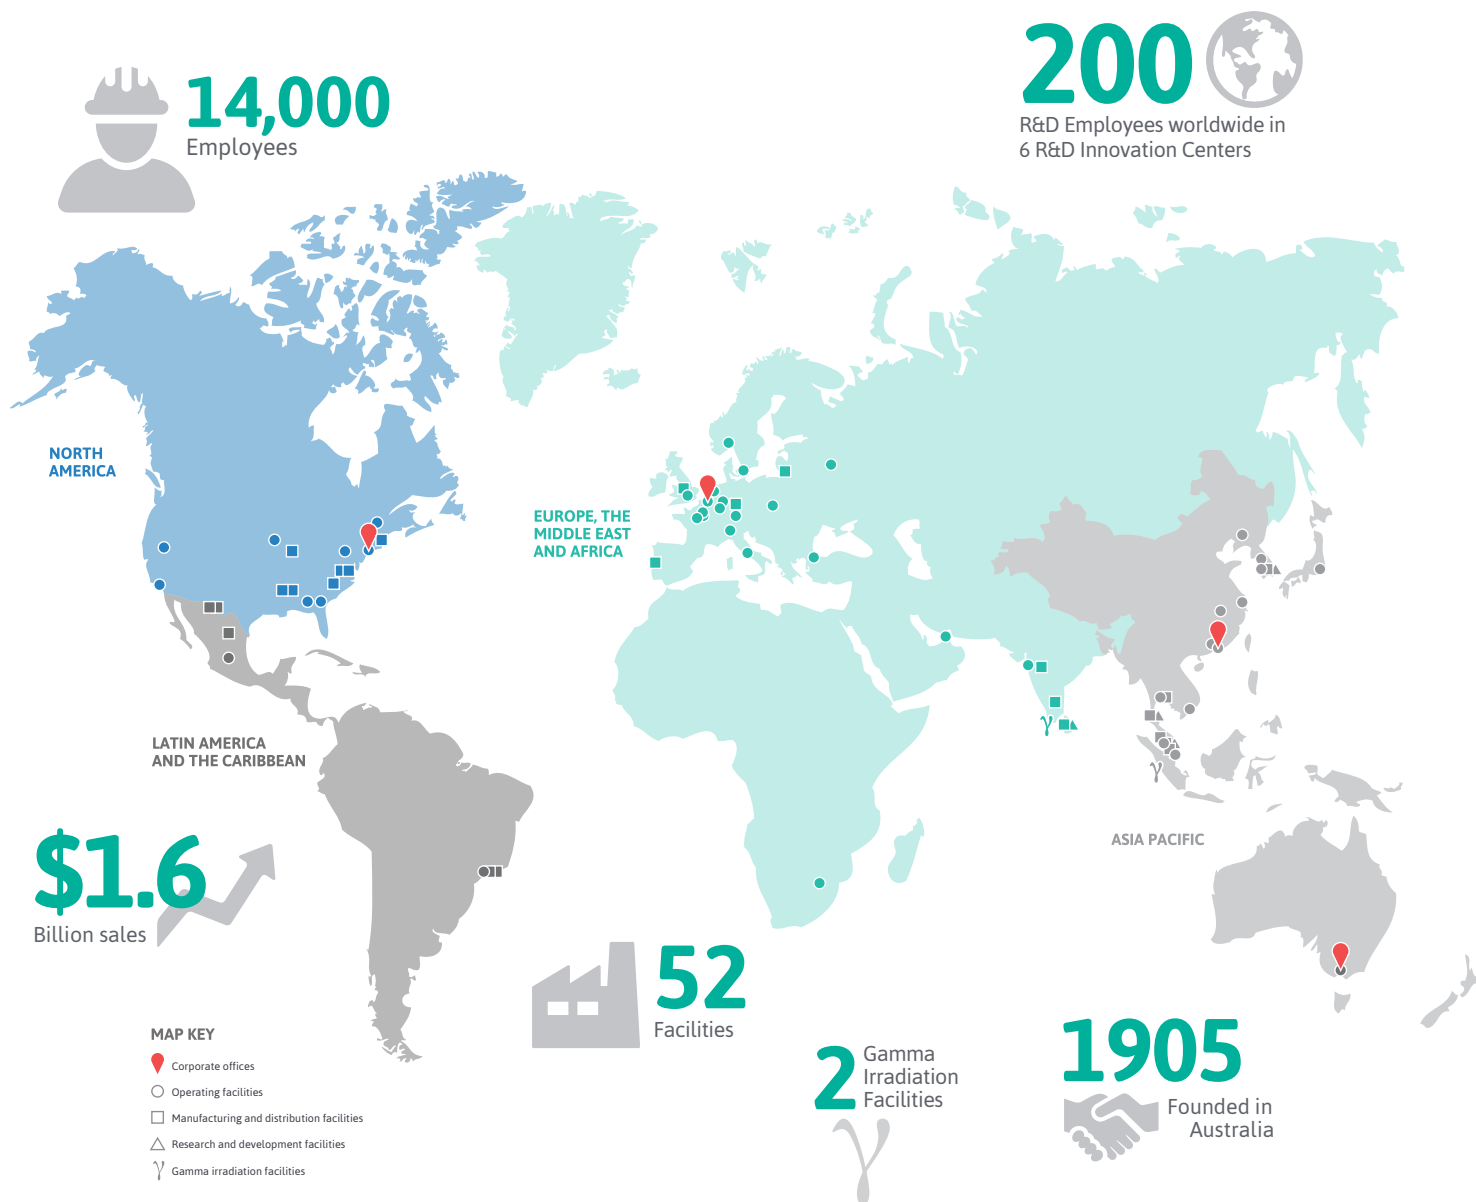 14,000
Employees
200
R&D Employees worldwide in
6 R&D Innovation Centers
NORTH
AMERICA
EUROPE, THE
MIDDLE EAST
AND AFRICA
LATIN AMERICA
AND THE CARIBBEAN
ASIA PACIFIC
$1.6
Billion sales
52
Facilities
2
Gamma
Irradiation
Facilities
1905
Founded in
Australia
MAP KEY
Corporate offices
Operating facilities
Manufacturing and distribution facilities
Research and development facilities
γ Gamma irradiation facilities
γ
γ
γ